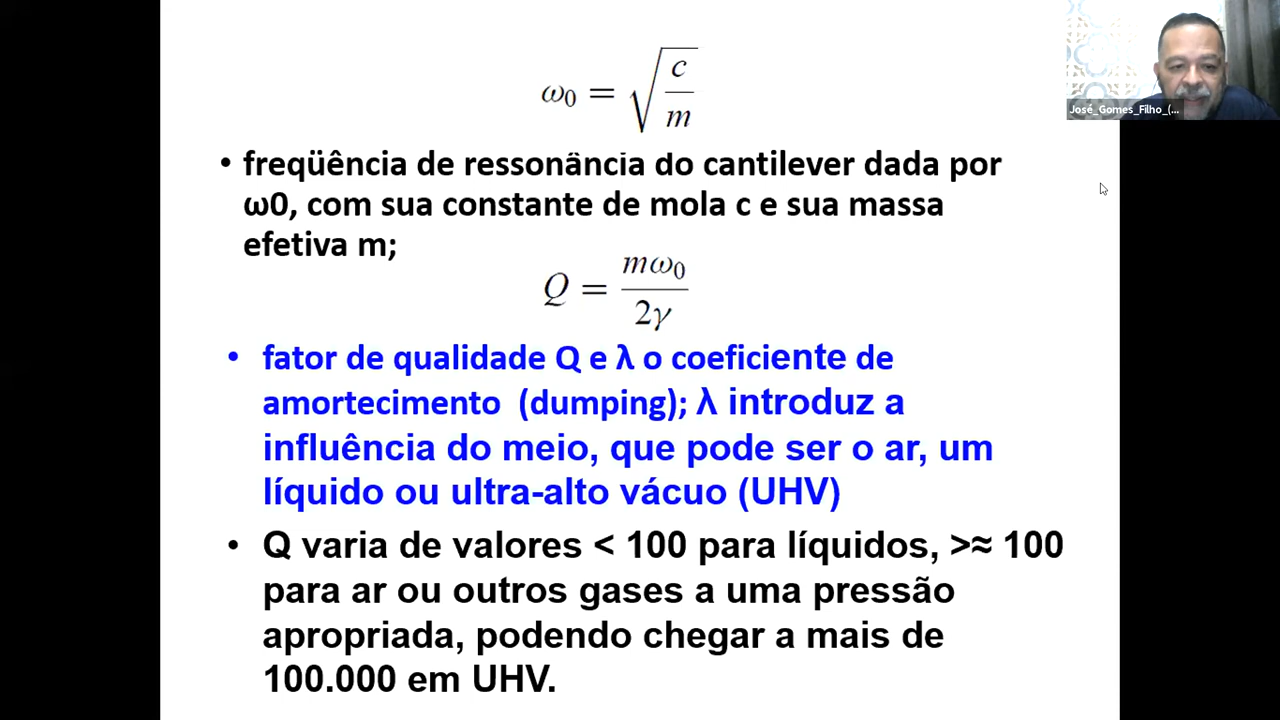 José_Gomes_Filho_(...
ω₀ = √(c/m)
• freqüência de ressonância do cantilever dada por
ω0, com sua constante de mola c e sua massa
efetiva m;
Q = mω₀/2γ
• fator de qualidade Q e λ o coeficiente de
amortecimento (dumping); λ introduz a
influência do meio, que pode ser o ar, um
líquido ou ultra-alto vácuo (UHV)
• Q varia de valores < 100 para líquidos, >≈ 100
para ar ou outros gases a uma pressão
apropriada, podendo chegar a mais de
100.000 em UHV.